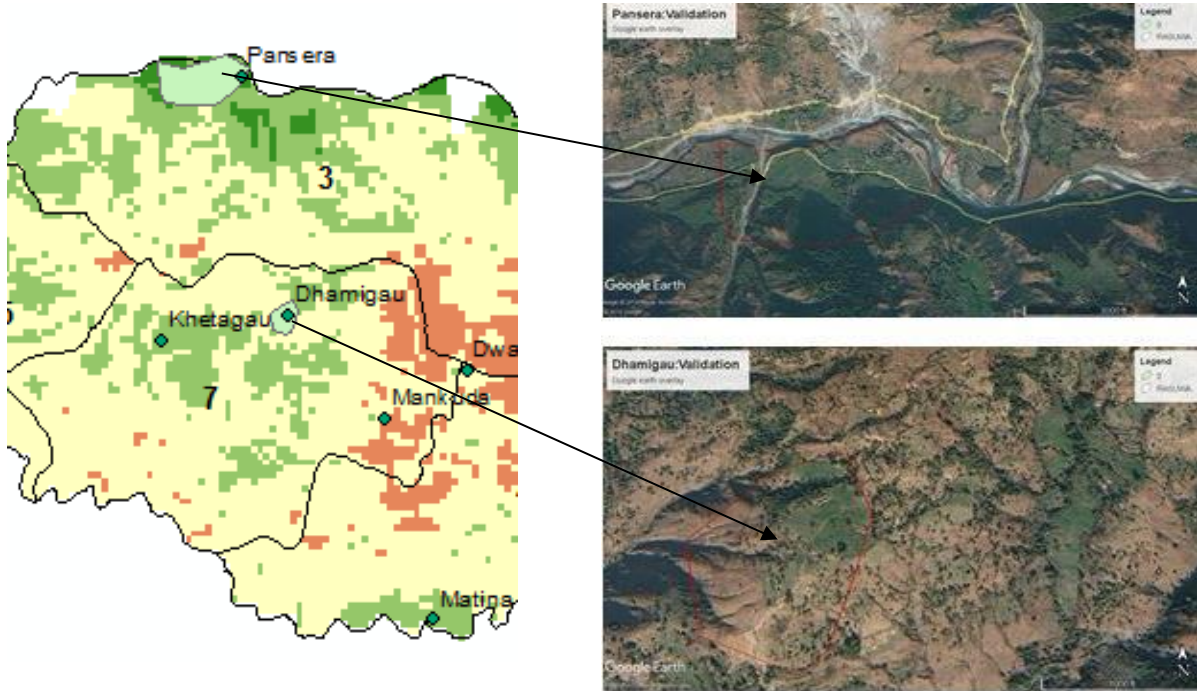 Pansera
3
Dhamigau
Khetagau
7
Dwa
Mankuda
Matipa
Pansera:Validation
Google earth overlay
Legend
Google Earth
N
Dhamigau:Validation
Google earth overlay
Legend
Google Earth
N